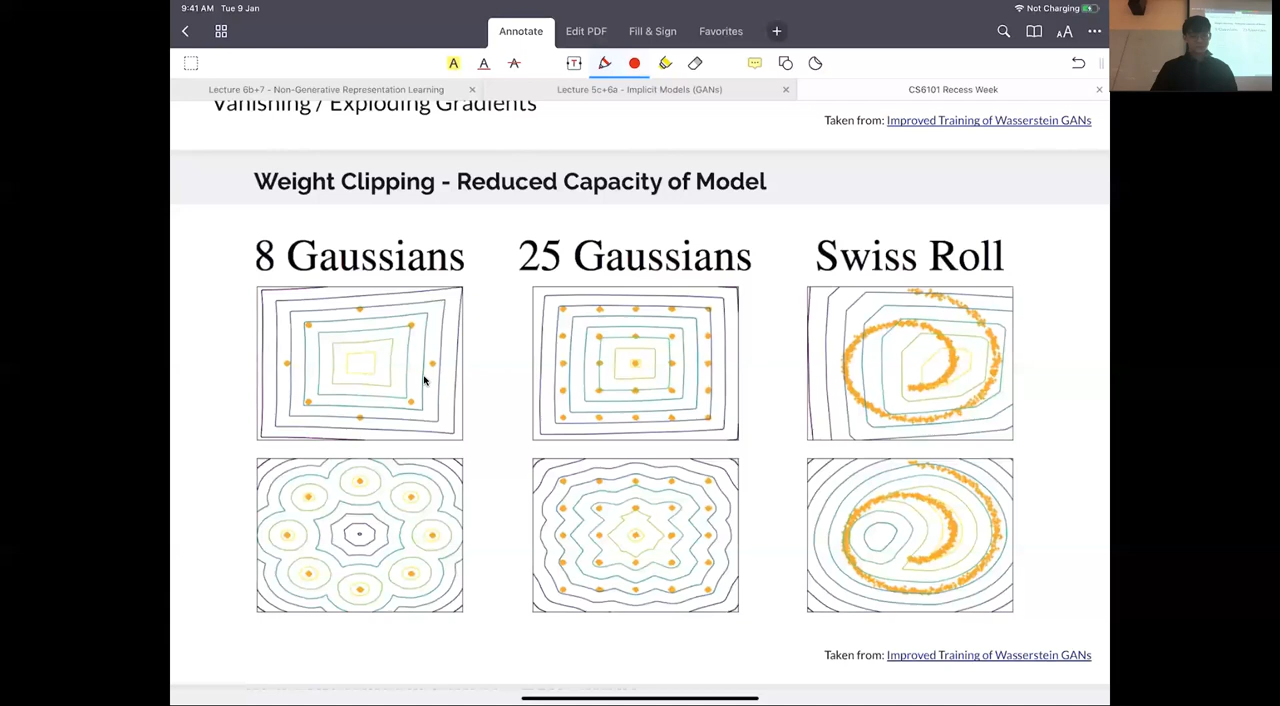 9:41 AM Tue 9 Jan
Not Charging
Annotate
Edit PDF
Fill & Sign
Favorites
AA
A
A
A
T
Lecture 6b+7 - Non-Generative Representation Learning
Lecture 5c+6a - Implicit Models (GANs)
CS6101 Recess Week
Vanishing / Exploding Gradients
Taken from: Improved Training of Wasserstein GANs
Weight Clipping - Reduced Capacity of Model
8 Gaussians
25 Gaussians
Swiss Roll
Taken from: Improved Training of Wasserstein GANs